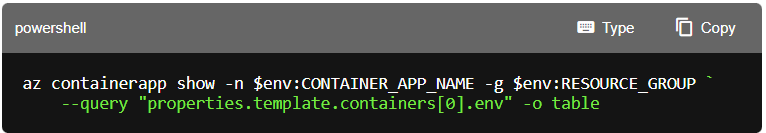 powershell
Type
Copy
az containerapp show -n $env:CONTAINER_APP_NAME -g $env:RESOURCE_GROUP `
    --query "properties.template.containers[0].env" -o table